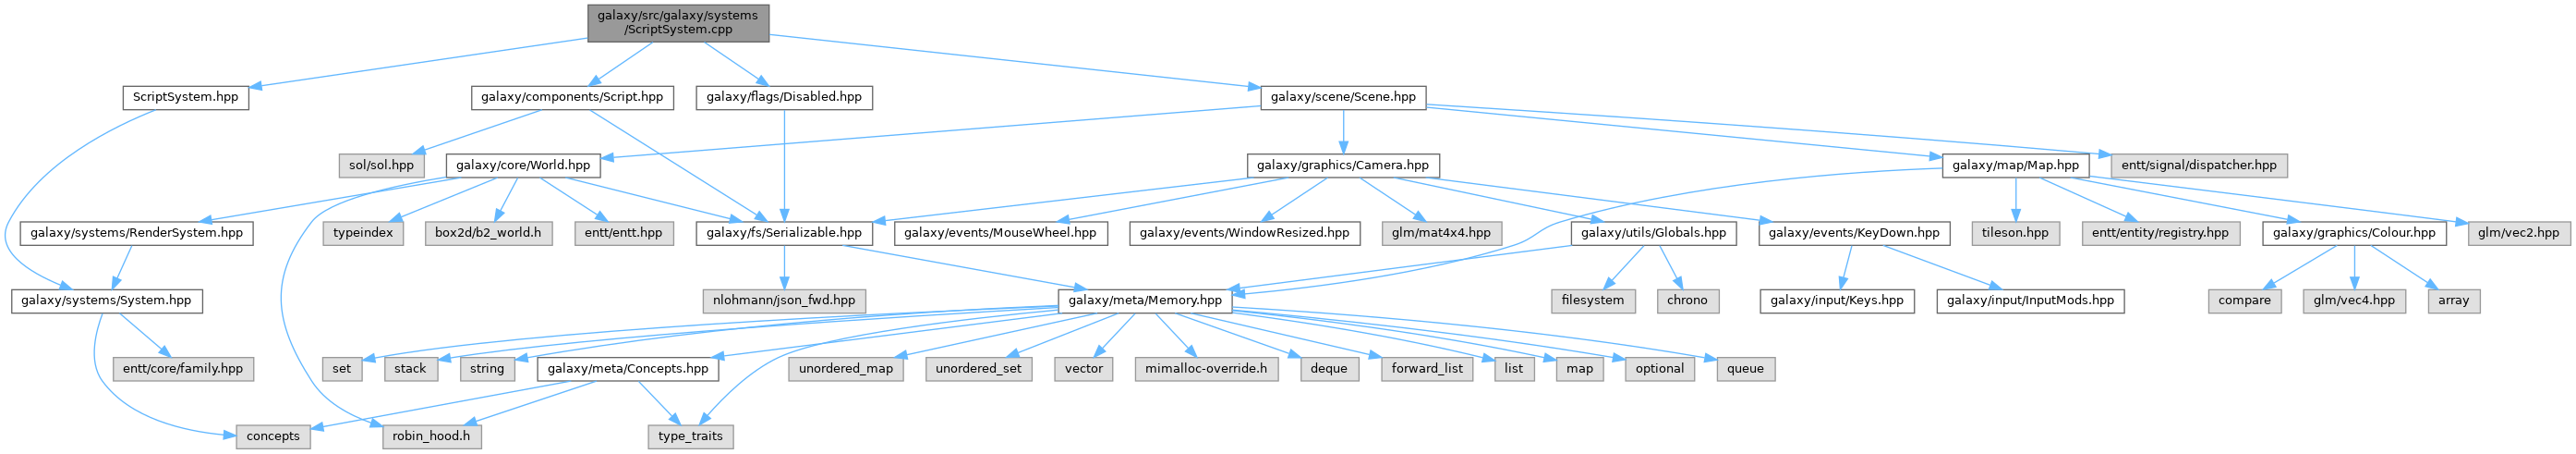 galaxy/src/galaxy/systems
/ScriptSystem.cpp
ScriptSystem.hpp
galaxy/components/Script.hpp
galaxy/flags/Disabled.hpp
galaxy/scene/Scene.hpp
sol/sol.hpp
galaxy/core/World.hpp
galaxy/graphics/Camera.hpp
galaxy/map/Map.hpp
entt/signal/dispatcher.hpp
galaxy/systems/RenderSystem.hpp
typeindex
box2d/b2_world.h
entt/entt.hpp
galaxy/fs/Serializable.hpp
galaxy/events/MouseWheel.hpp
galaxy/events/WindowResized.hpp
glm/mat4x4.hpp
galaxy/utils/Globals.hpp
galaxy/events/KeyDown.hpp
tileson.hpp
entt/entity/registry.hpp
galaxy/graphics/Colour.hpp
glm/vec2.hpp
galaxy/systems/System.hpp
nlohmann/json_fwd.hpp
galaxy/meta/Memory.hpp
filesystem
chrono
galaxy/input/Keys.hpp
galaxy/input/InputMods.hpp
compare
glm/vec4.hpp
array
entt/core/family.hpp
set
stack
string
galaxy/meta/Concepts.hpp
unordered_map
unordered_set
vector
mimalloc-override.h
deque
forward_list
list
map
optional
queue
concepts
robin_hood.h
type_traits